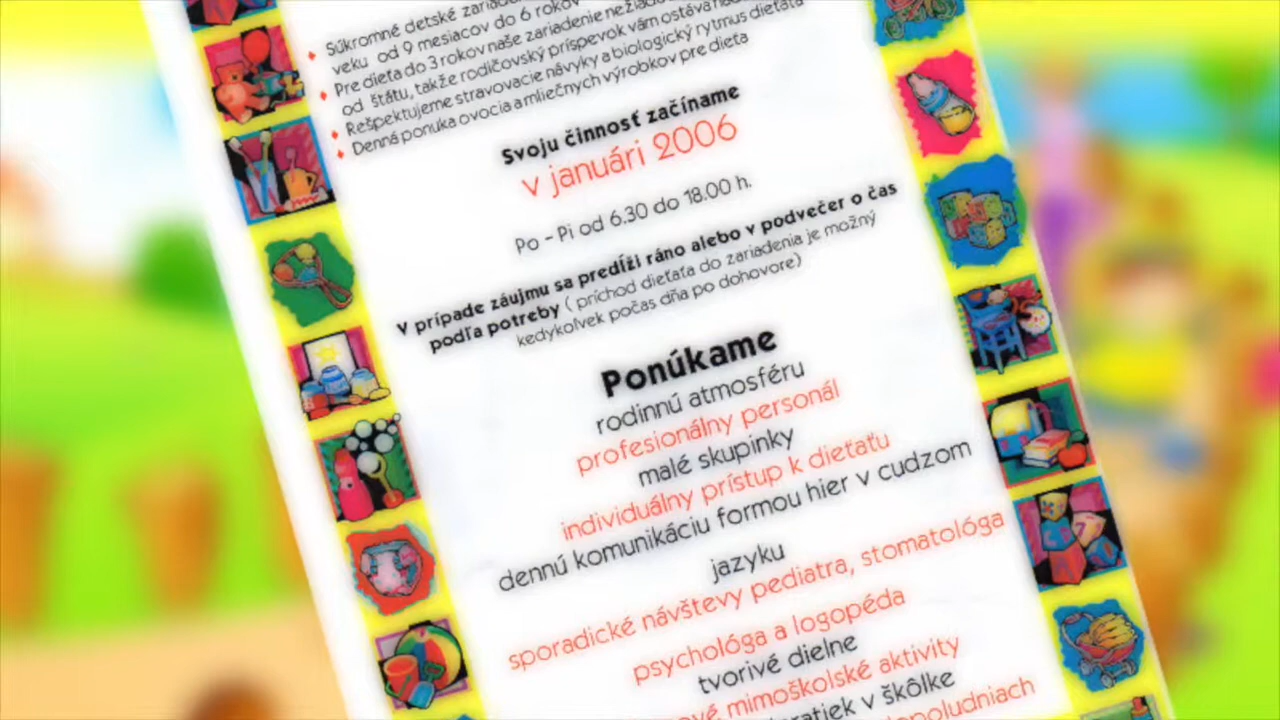 Súkromné detské
veku od 9 mesiacov do 6 rokov
Pre dieťa do 3 rokov naše zariadenie
od štátu, takže rodičovský príspevok vám ostáva
Rešpektujeme stravovacie návyky a biologický rytmus dieťaťa
Denná ponuka ovocia a mliečnych výrobkov pre dieťa
Svoju činnosť začíname
v januári 2006
Po - Pi od 6.30 do 18.00 h.
V prípade záujmu sa predĺži ráno alebo v podvečer o čas
podľa potreby ( príchod dieťaťa do zariadenia je možný
kedykoľvek počas dňa po dohovore)
Ponúkame
rodinnú atmosféru
profesionálny personál
malé skupinky
individuálny prístup k dieťaťu
dennú komunikáciu formou hier v cudzom
jazyku
sporadické návštevy pediatra, stomatológa
psychológa a logopéda
tvorivé dielne
mimoškolské aktivity
v škôlke